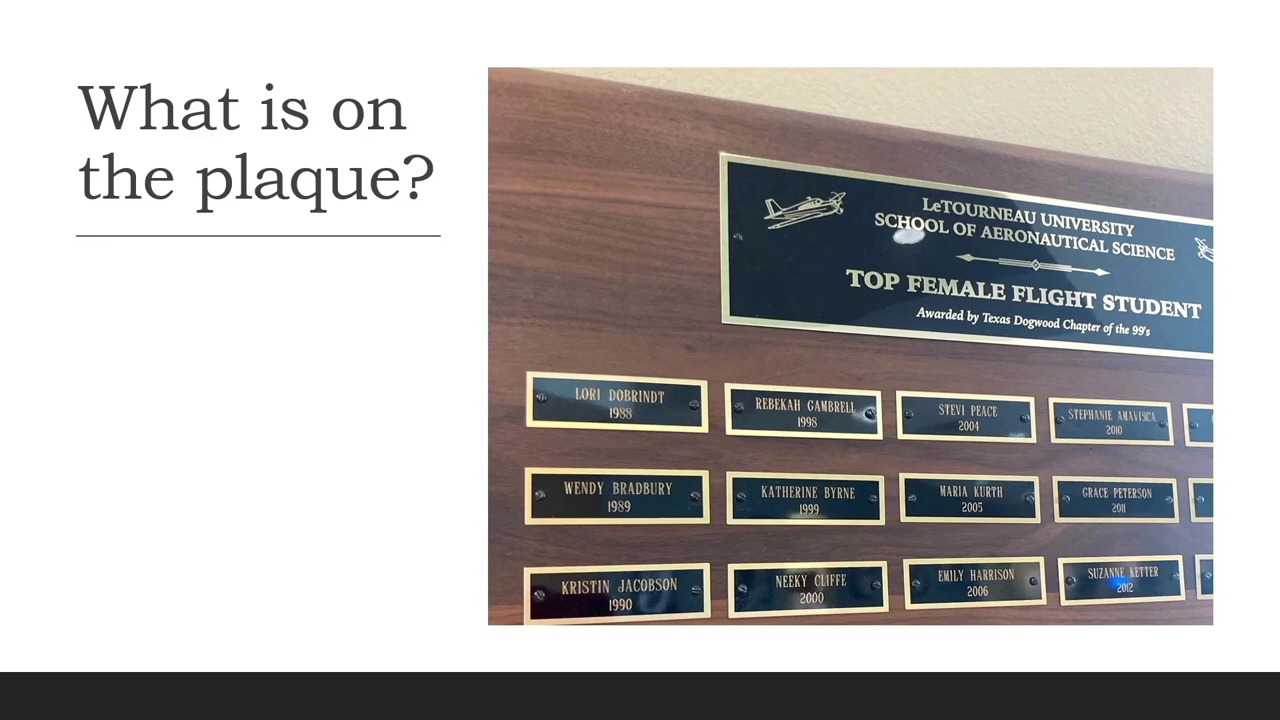 What is on
the plaque?
LeTOURNEAU UNIVERSITY
SCHOOL OF AERONAUTICAL SCIENCE
TOP FEMALE FLIGHT STUDENT
Awarded by Texas Dogwood Chapter of the 99's
LORI DOBRINDT
1988
REBEKAH GAMBRELL
1998
STEVI PEACE
2004
STEPHANIE AMAVISCA
2010
WENDY BRADBURY
1989
KATHERINE BYRNE
1999
MARIA KURTH
2005
GRACE PETERSON
2011
KRISTIN JACOBSON
1990
NEEKY CLIFFE
2000
EMILY HARRISON
2006
SUZANNE KETTER
2012